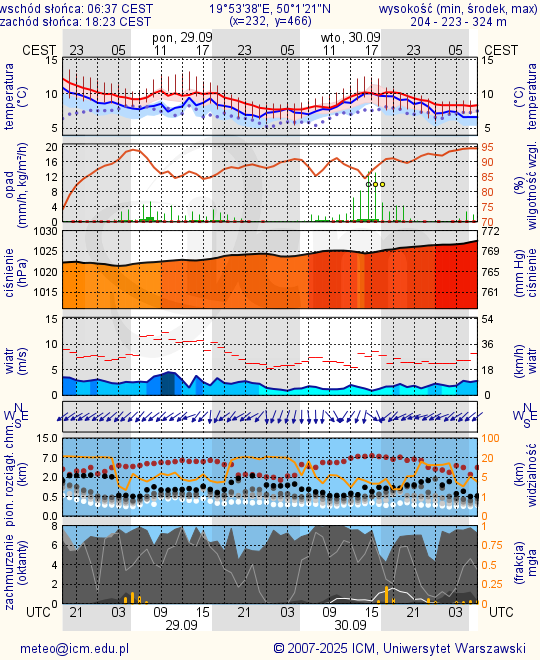 wschód słońca: 06:37 CEST 19°53'38"E, 50°1'21"N wysokość (min, środek, max)
zachód słońca: 18:23 CEST (x=232, y=466) 204 - 223 - 324 m
pon, 29.09 wto, 30.09
CEST 23 05 11 17 23 05 11 17 23 05 CEST
temperatura (°C) 15 10 5 15 10 5 (°C) temperatura
opad (mm/h, kg/m²/h) 20 16 12 8 4 0 95 90 85 80 75 70 (%) wilgotność wzgl.
ciśnienie (hPa) 1030 1025 1020 1015 772 769 765 761 (mm Hg) ciśnienie
wiatr (m/s) 15 10 5 0 54 36 18 0 (km/h) wiatr
N W E S N W E S
pion. rozciągł. chm. (km) 15.0 7.0 2.0 0.5 0.0 100 20 5 1 0 (km) widzialność
zachmurzenie (oktanty) 8 6 4 2 0 1 0.75 0.5 0.25 0 (frakcja) mgła
UTC 21 03 09 15 21 03 09 15 21 03 UTC
29.09 30.09
meteo@icm.edu.pl © 2007-2025 ICM, Uniwersytet Warszawski